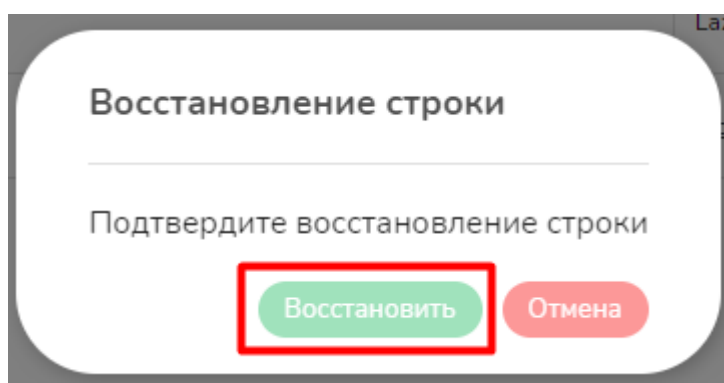 Восстановление строки
Подтвердите восстановление строки
Восстановить Отмена